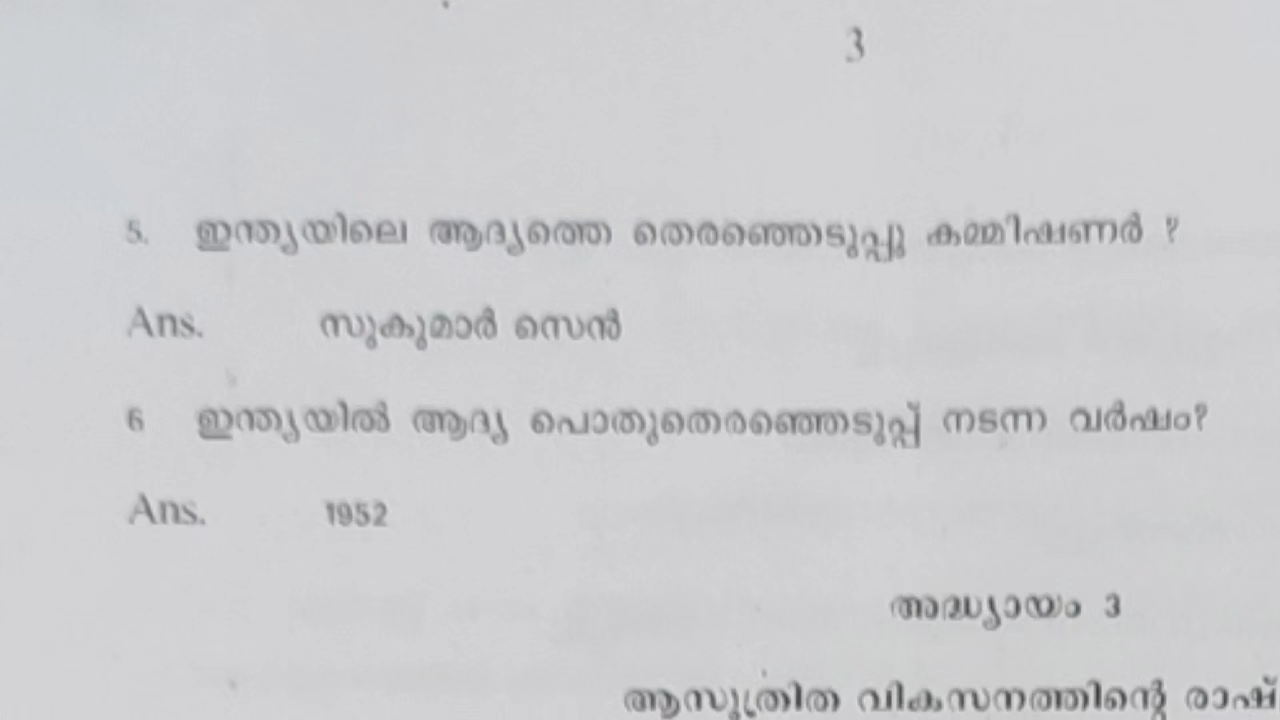 3
5. ഇന്ത്യയിലെ ആദ്യത്തെ തെരഞ്ഞെടുപ്പു കമ്മീഷണർ ?
Ans. സുകുമാർ സെൻ
6 ഇന്ത്യയിൽ ആദ്യ പൊതുതെരഞ്ഞെടുപ്പ് നടന്ന വർഷം?
Ans. 1952
അദ്ധ്യായം 3
ആസൂത്രിത വികസനത്തിന്റെ